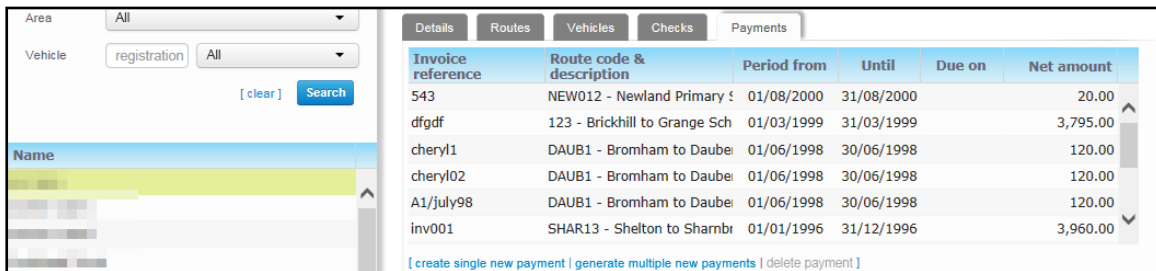 Area All
Vehicle registration All
[ clear ] Search
Name
Details Routes Vehicles Checks Payments
Invoice reference Route code & description Period from Until Due on Net amount
543 NEW012 - Newland Primary S 01/08/2000 31/08/2000 20.00
dfgdf 123 - Brickhill to Grange Sch 01/03/1999 31/03/1999 3,795.00
cheryl1 DAUB1 - Bromham to Dauber 01/06/1998 30/06/1998 120.00
cheryl02 DAUB1 - Bromham to Dauber 01/06/1998 30/06/1998 120.00
A1/july98 DAUB1 - Bromham to Dauber 01/06/1998 30/06/1998 120.00
inv001 SHAR13 - Shelton to Sharnbr 01/01/1996 31/12/1996 3,960.00
[ create single new payment | generate multiple new payments | delete payment ]